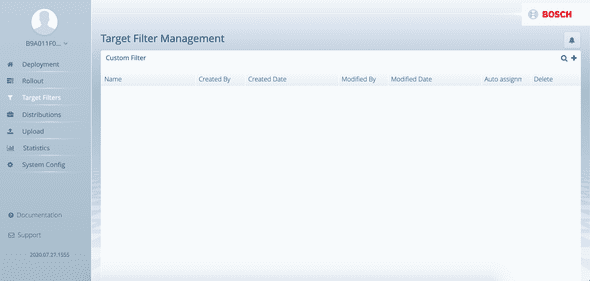 BOSCH
B9A011F0...
Deployment
Rollout
Target Filters
Distributions
Upload
Statistics
System Config
Documentation
Support
2020.07.27.1555
Target Filter Management
Custom Filter
Name Created By Created Date Modified By Modified Date Auto assignn Delete